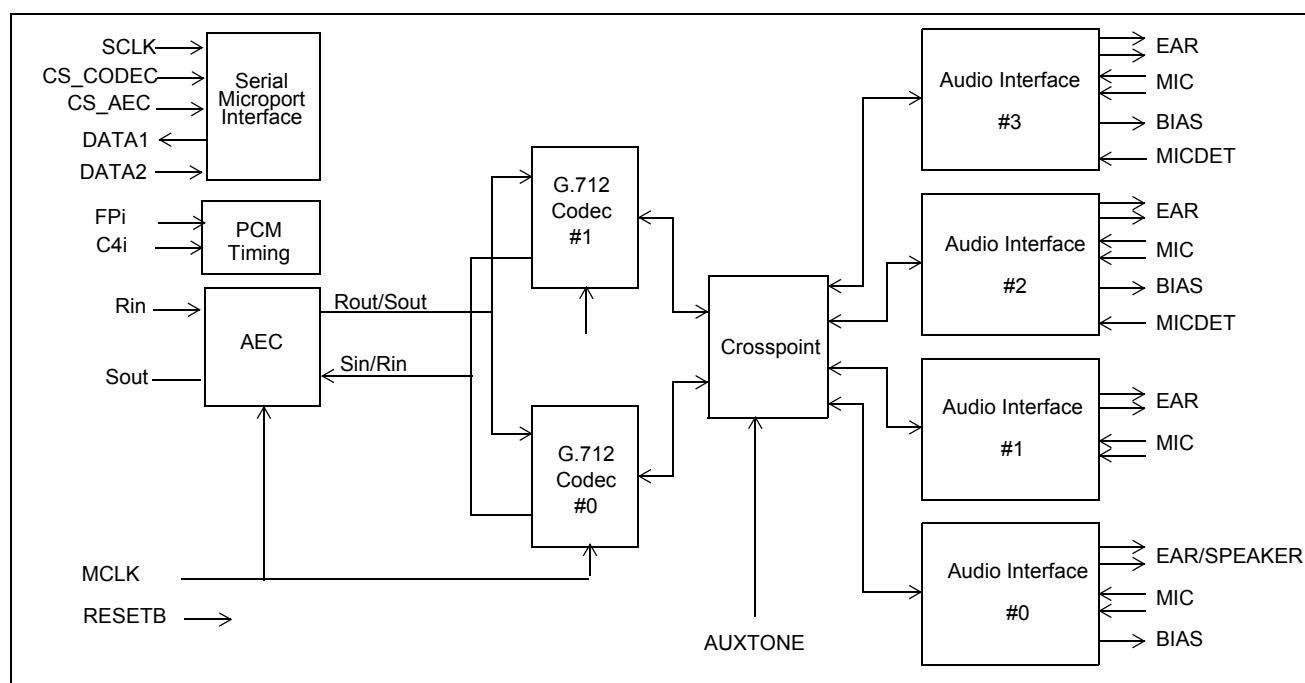 SCLK
CS_CODEC
CS_AEC
DATA1
DATA2
Serial
Microport
Interface
FPi
C4i
PCM
Timing
Rin
Sout
AEC
Rout/Sout
Sin/Rin
MCLK
RESETB
G.712
Codec
#1
G.712
Codec
#0
Crosspoint
AUXTONE
Audio Interface
#3
EAR
MIC
BIAS
MICDET
Audio Interface
#2
EAR
MIC
BIAS
MICDET
Audio Interface
#1
EAR
MIC
Audio Interface
#0
EAR/SPEAKER
MIC
BIAS